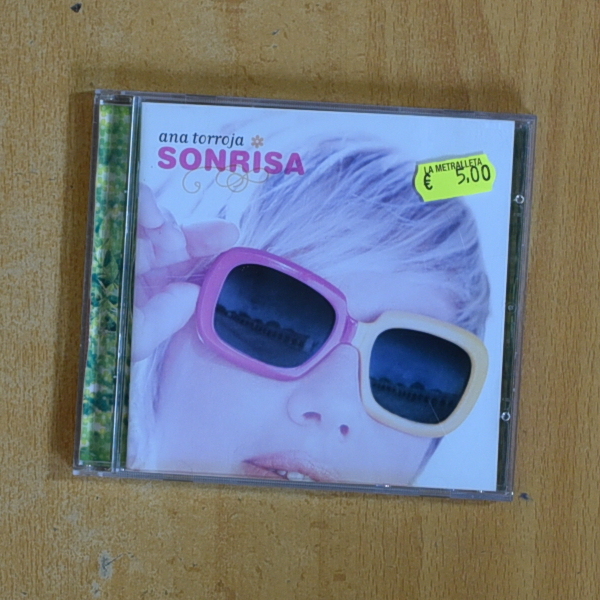 ana torroja
SONRISA
LA METRALLETA
€ 5,00